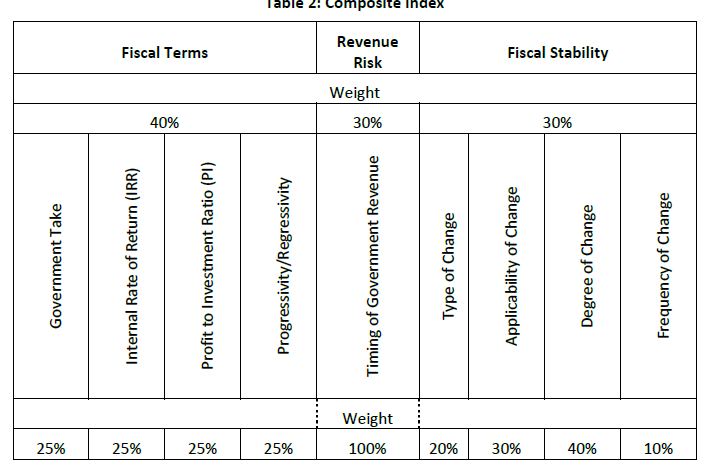 Table 2: Composite Index
Fiscal Terms
Revenue
Risk
Fiscal Stability
Weight
40%
30%
30%
Government Take
Internal Rate of Return (IRR)
Profit to Investment Ratio (PI)
Progressivity/Regressivity
Timing of Government Revenue
Type of Change
Applicability of Change
Degree of Change
Frequency of Change
Weight
25%
25%
25%
25%
100%
20%
30%
40%
10%